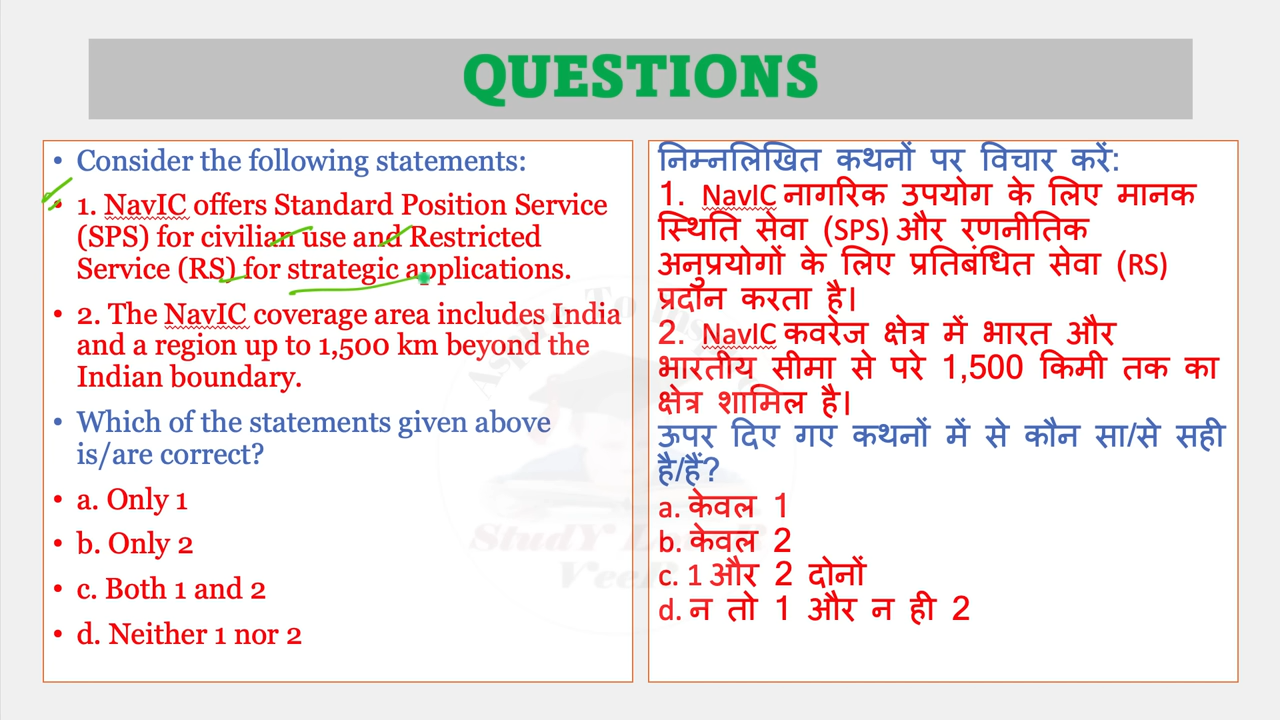 QUESTIONS
• Consider the following statements:
• 1. NavIC offers Standard Position Service
(SPS) for civilian use and Restricted
Service (RS) for strategic applications.
• 2. The NavIC coverage area includes India
and a region up to 1,500 km beyond the
Indian boundary.
• Which of the statements given above
is/are correct?
• a. Only 1
• b. Only 2
• c. Both 1 and 2
• d. Neither 1 nor 2
निम्नलिखित कथनों पर विचार करें:
1. NavIC नागरिक उपयोग के लिए मानक
स्थिति सेवा (SPS) और रणनीतिक
अनुप्रयोगों के लिए प्रतिबंधित सेवा (RS)
प्रदान करता है।
2. NavIC कवरेज क्षेत्र में भारत और
भारतीय सीमा से परे 1,500 किमी तक का
क्षेत्र शामिल है।
ऊपर दिए गए कथनों में से कौन सा/से सही
है/हैं?
a. केवल 1
b. केवल 2
c. 1 और 2 दोनों
d. न तो 1 और न ही 2